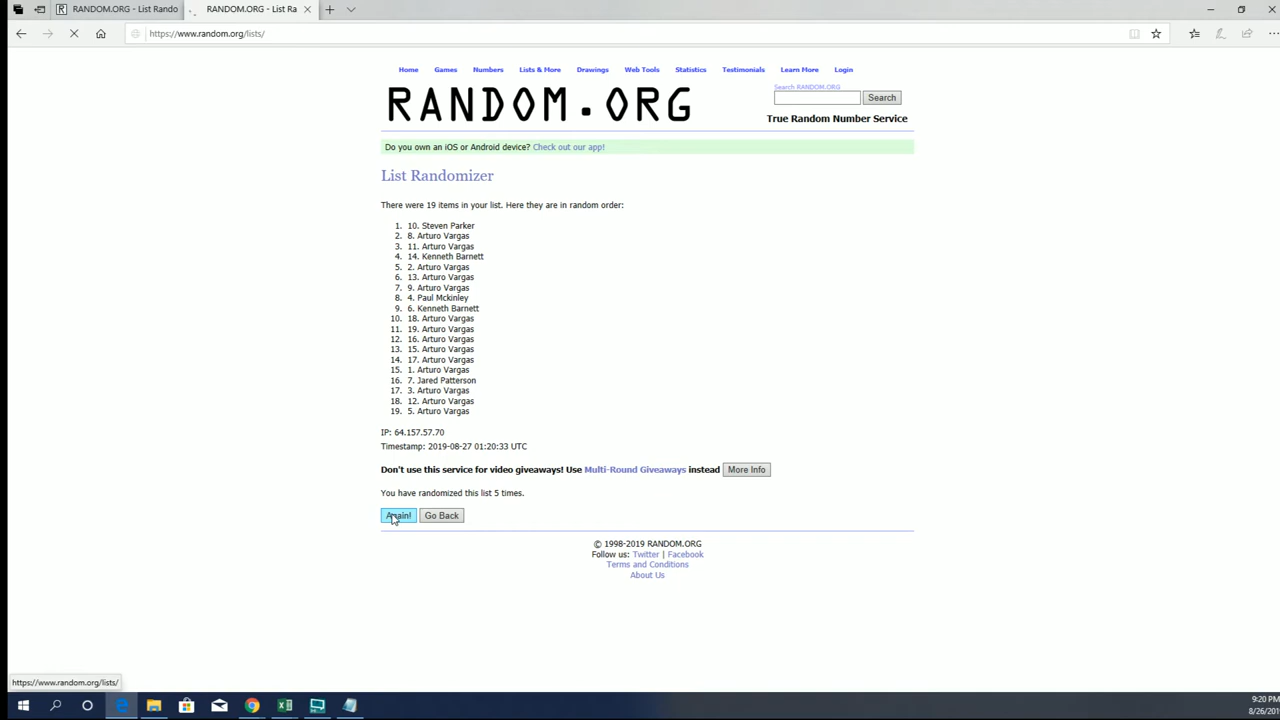 RANDOM.ORG - List Rando
RANDOM.ORG - List Ra
https://www.random.org/lists/
Home Games Numbers Lists & More Drawings Web Tools Statistics Testimonials Learn More Login
RANDOM.ORG
Search RANDOM.ORG
Search
True Random Number Service
Do you own an iOS or Android device? Check out our app!
List Randomizer
There were 19 items in your list. Here they are in random order:
1. 10. Steven Parker
2. 8. Arturo Vargas
3. 11. Arturo Vargas
4. 14. Kenneth Barnett
5. 2. Arturo Vargas
6. 13. Arturo Vargas
7. 9. Arturo Vargas
8. 4. Paul Mckinley
9. 6. Kenneth Barnett
10. 18. Arturo Vargas
11. 19. Arturo Vargas
12. 16. Arturo Vargas
13. 15. Arturo Vargas
14. 17. Arturo Vargas
15. 1. Arturo Vargas
16. 7. Jared Patterson
17. 3. Arturo Vargas
18. 12. Arturo Vargas
19. 5. Arturo Vargas
IP: 64.157.57.70
Timestamp: 2019-08-27 01:20:33 UTC
Don't use this service for video giveaways! Use Multi-Round Giveaways instead More Info
You have randomized this list 5 times.
Again! Go Back
© 1998-2019 RANDOM.ORG
Follow us: Twitter | Facebook
Terms and Conditions
About Us
https://www.random.org/lists/
9:20 PM
8/26/201